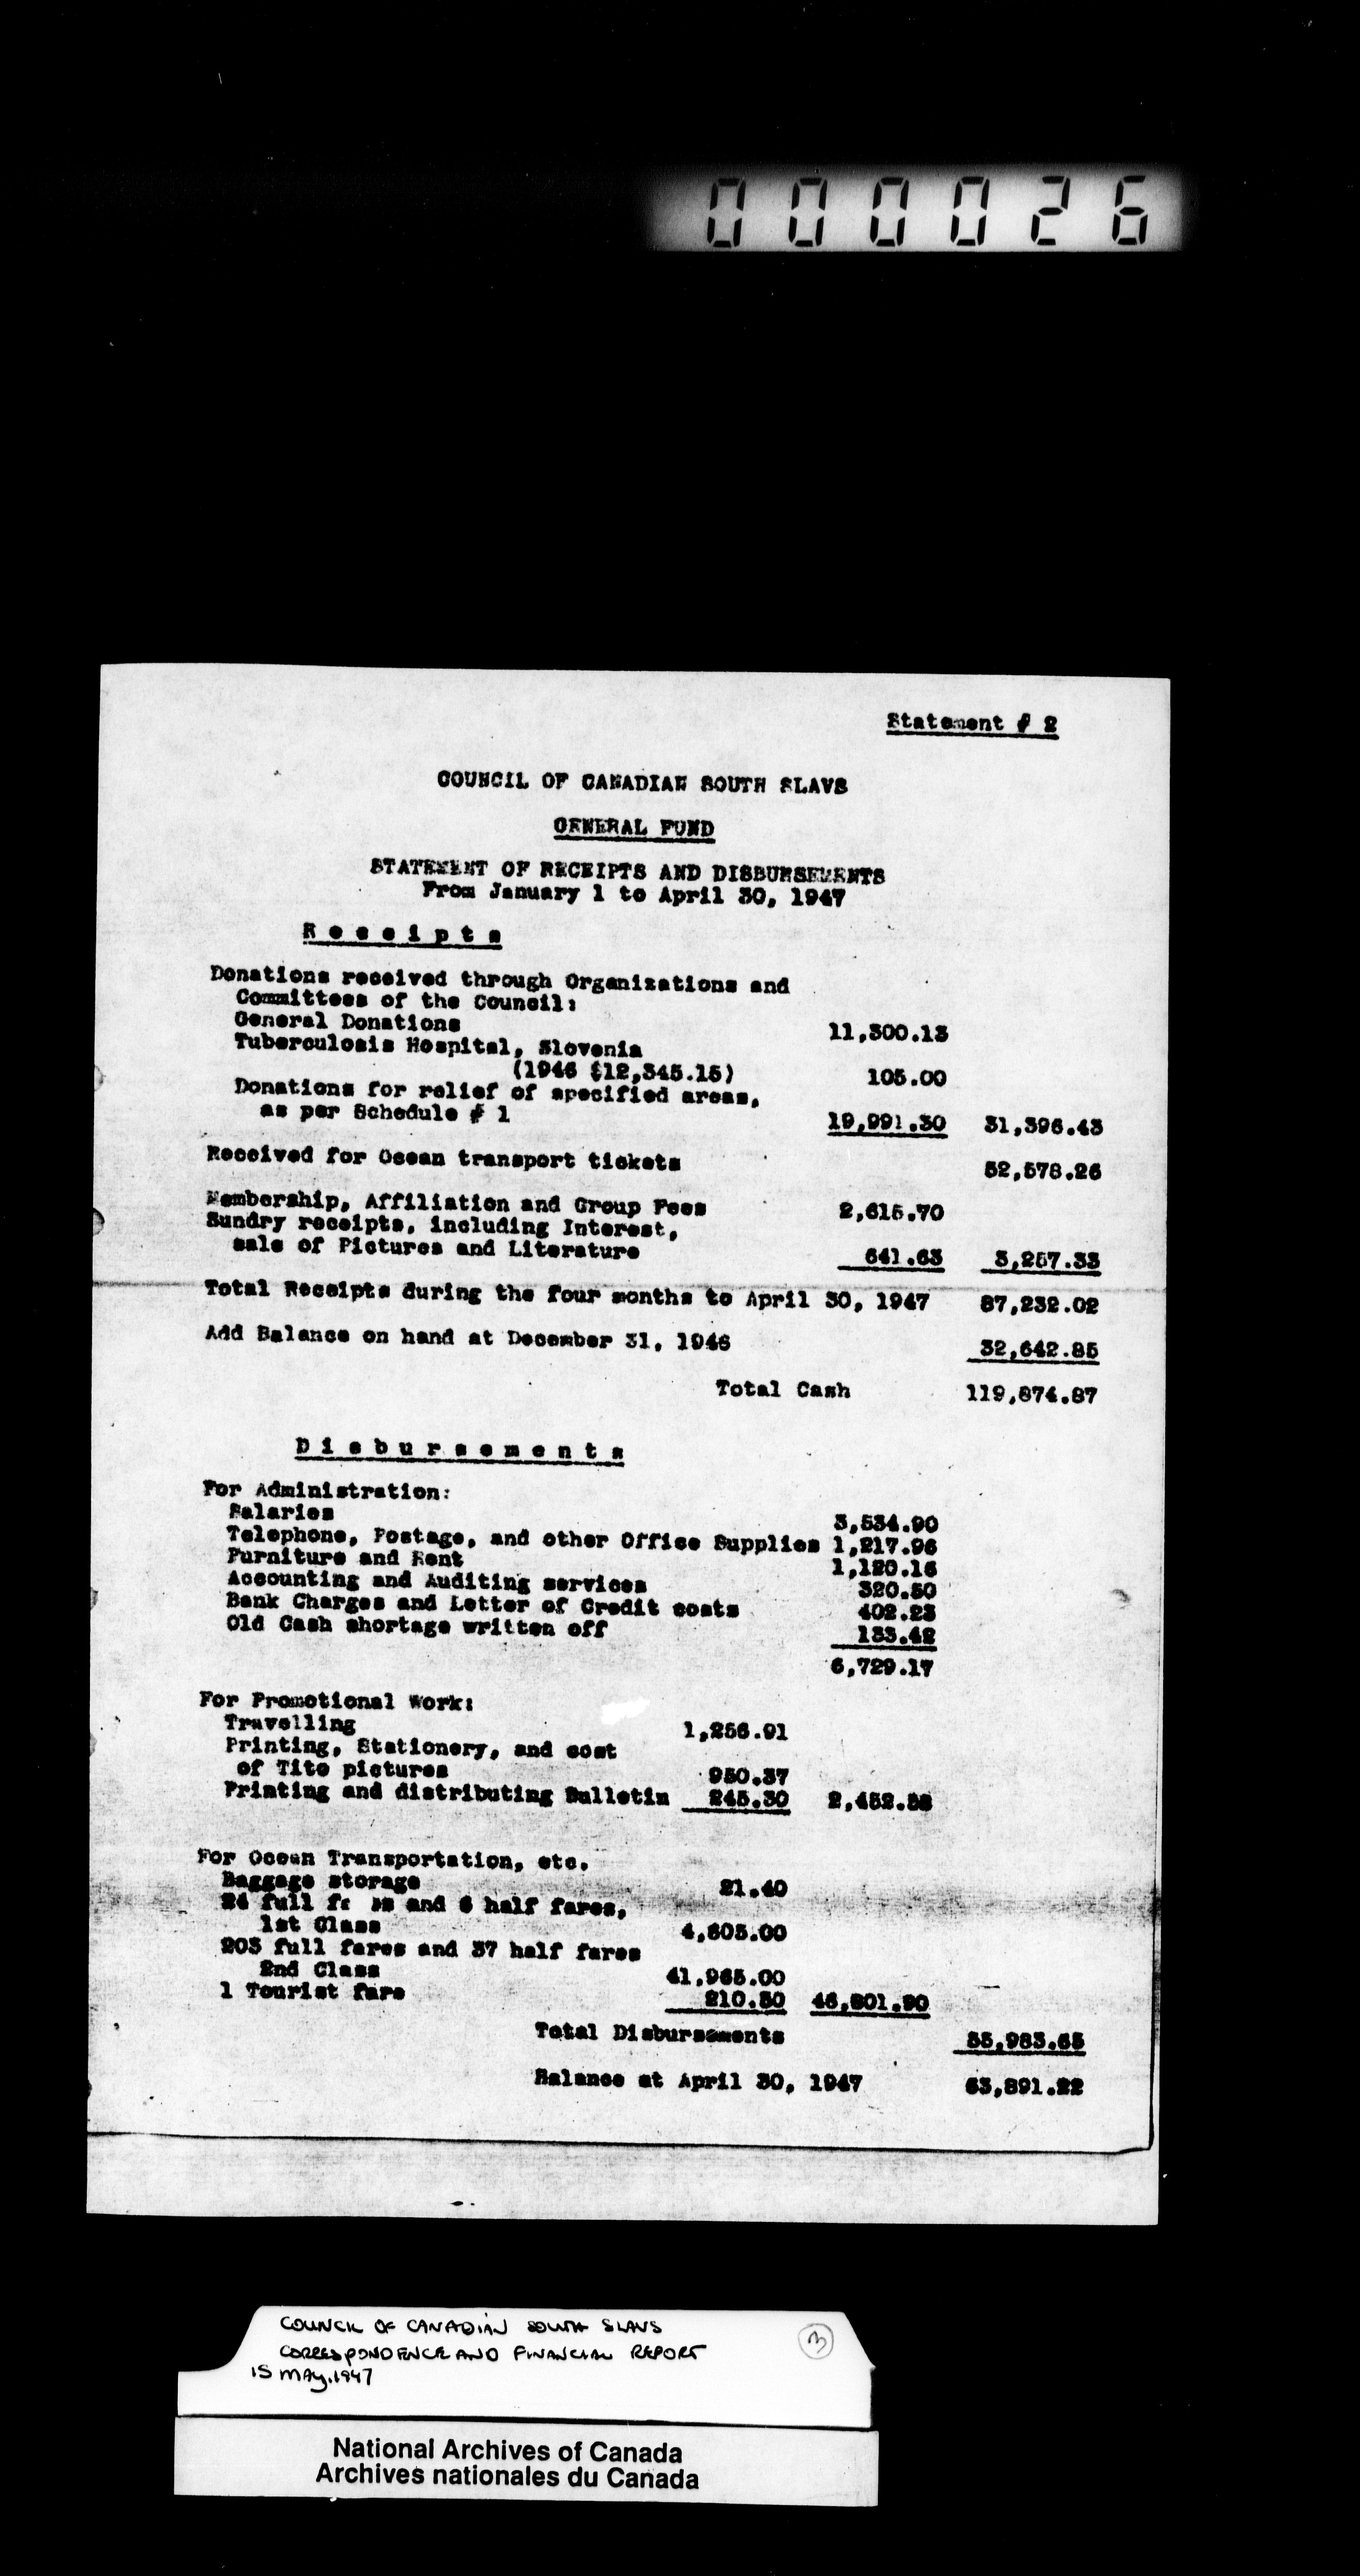 000026
Statement # 2
COUNCIL OF CANADIAN SOUTH SLAVS
GENERAL FUND
STATEMENT OF RECEIPTS AND DISBURSEMENTS
From January 1 to April 30, 1947
R e c e i p t s
Donations received through Organizations and
Committees of the Council:
General Donations 11,300.13
Tuberculosis Hospital, Slovenia
(1946 $12,345.15) 105.00
Donations for relief of specified areas,
as per Schedule # 1 19,991.30 31,396.43
Received for Ocean transport tickets 52,578.26
Membership, Affiliation and Group Fees 2,615.70
Sundry receipts, including Interest,
sale of Pictures and Literature 641.63 3,257.33
Total Receipts during the four months to April 30, 1947 87,232.02
Add Balance on hand at December 31, 1946 32,642.85
Total Cash 119,874.87
D i s b u r s e m e n t s
For Administration:
Salaries 3,534.90
Telephone, Postage, and other Office Supplies 1,217.96
Furniture and Rent 1,120.16
Accounting and Auditing services 320.50
Bank Charges and Letter of Credit costs 402.23
Old Cash shortage written off 133.42
6,729.17
For Promotional Work:
Travelling 1,256.91
Printing, Stationery, and cost
of Tito pictures 950.37
Printing and distributing Bulletin 245.30 2,452.58
For Ocean Transportation, etc.
Baggage storage 21.40
24 full and 6 half fares,
1st Class 4,605.00
203 full fares and 37 half fares
2nd Class 41,965.00
1 Tourist fare 210.50 46,801.90
Total Disbursements 55,983.65
Balance at April 30, 1947 63,891.22
COUNCIL OF CANADIAN SOUTH SLAVS
CORRESPONDENCE AND FINANCIAL REPORT
15 MAY, 1947
3
National Archives of Canada
Archives nationales du Canada